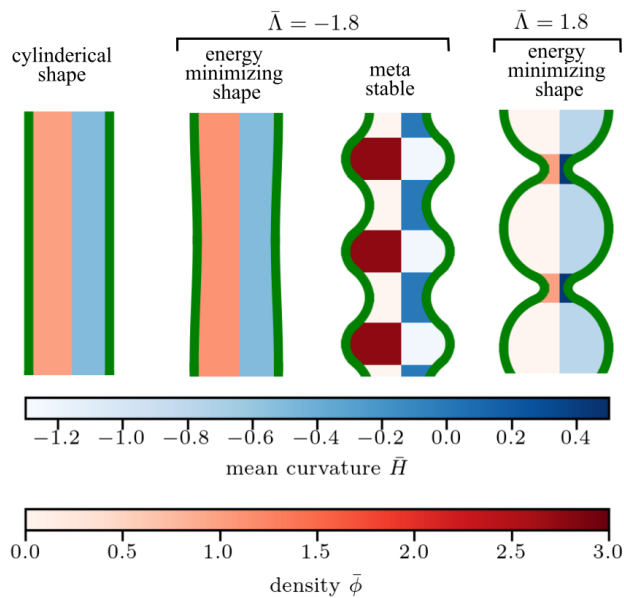 Λ̄ = −1.8
Λ̄ = 1.8
cylinderical
shape
energy
minimizing
shape
meta
stable
energy
minimizing
shape
−1.2 −1.0 −0.8 −0.6 −0.4 −0.2 0.0 0.2 0.4
mean curvature H̄
0.0 0.5 1.0 1.5 2.0 2.5 3.0
density ϕ̄